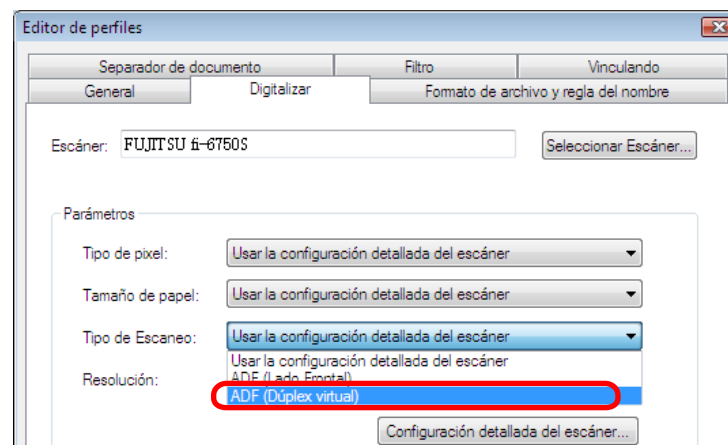 Editor de perfiles
Separador de documento Filtro Vinculando
General Digitalizar Formato de archivo y regla del nombre
Escáner: FUJITSU fi-6750S Seleccionar Escáner...
Parámetros
Tipo de pixel: Usar la configuración detallada del escáner
Tamaño de papel: Usar la configuración detallada del escáner
Tipo de Escaneo: Usar la configuración detallada del escáner
Usar la configuración detallada del escáner
Resolución: ADF (Lado Frontal)
ADF (Dúplex virtual)
Configuración detallada del escáner...